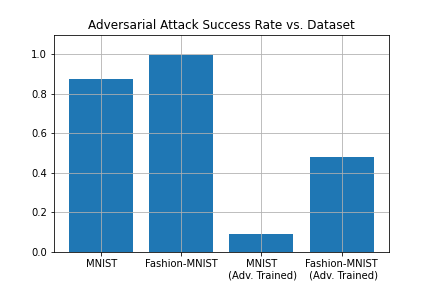 Adversarial Attack Success Rate vs. Dataset
1.0
0.8
0.6
0.4
0.2
0.0
MNIST
Fashion-MNIST
MNIST
(Adv. Trained)
Fashion-MNIST
(Adv. Trained)